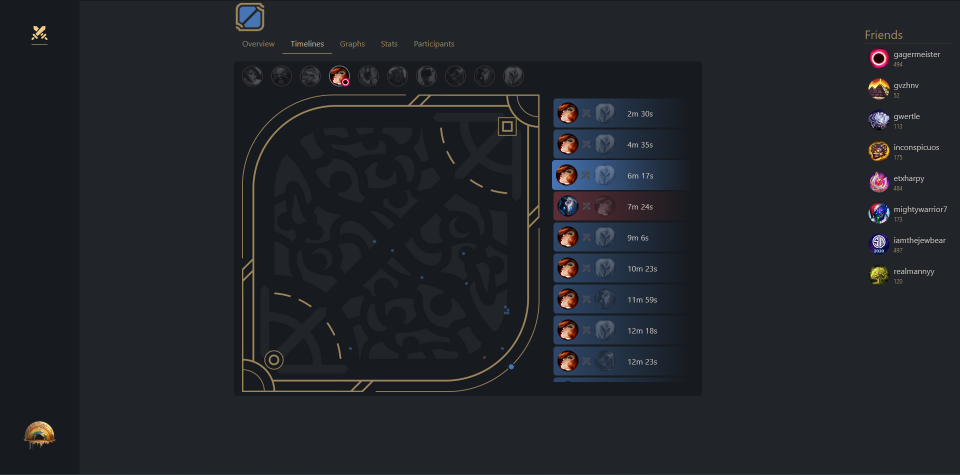 Overview Timelines Graphs Stats Participants
2m 30s
4m 35s
6m 17s
7m 24s
9m 6s
10m 23s
11m 59s
12m 18s
12m 23s
Friends
gagermeister
494
gvzhnv
52
gwertle
113
inconspicuos
175
etxharpy
484
mightywarrior7
173
iamthejewbear
497
realmannyy
120